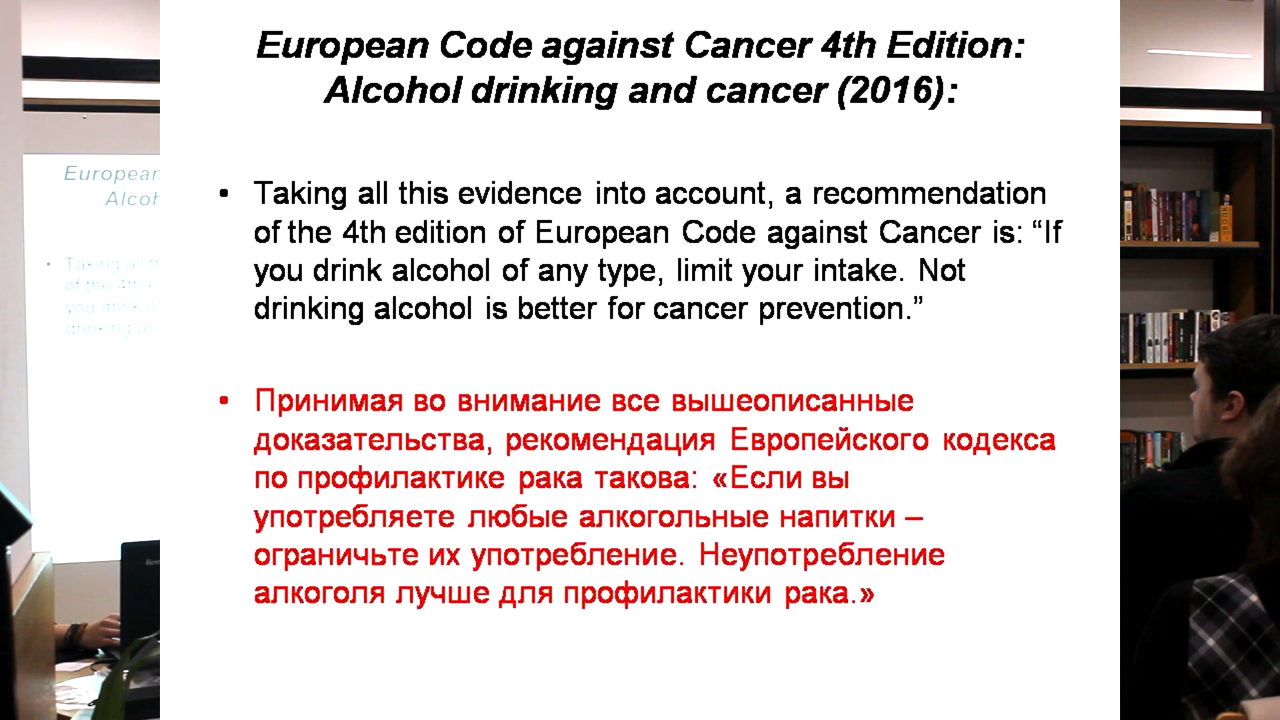 European Code against Cancer 4th Edition:
Alcohol drinking and cancer (2016):
• Taking all this evidence into account, a recommendation
of the 4th edition of European Code against Cancer is: “If
you drink alcohol of any type, limit your intake. Not
drinking alcohol is better for cancer prevention.”
• Принимая во внимание все вышеописанные
доказательства, рекомендация Европейского кодекса
по профилактике рака такова: «Если вы
употребляете любые алкогольные напитки –
ограничьте их употребление. Неупотребление
алкоголя лучше для профилактики рака.»